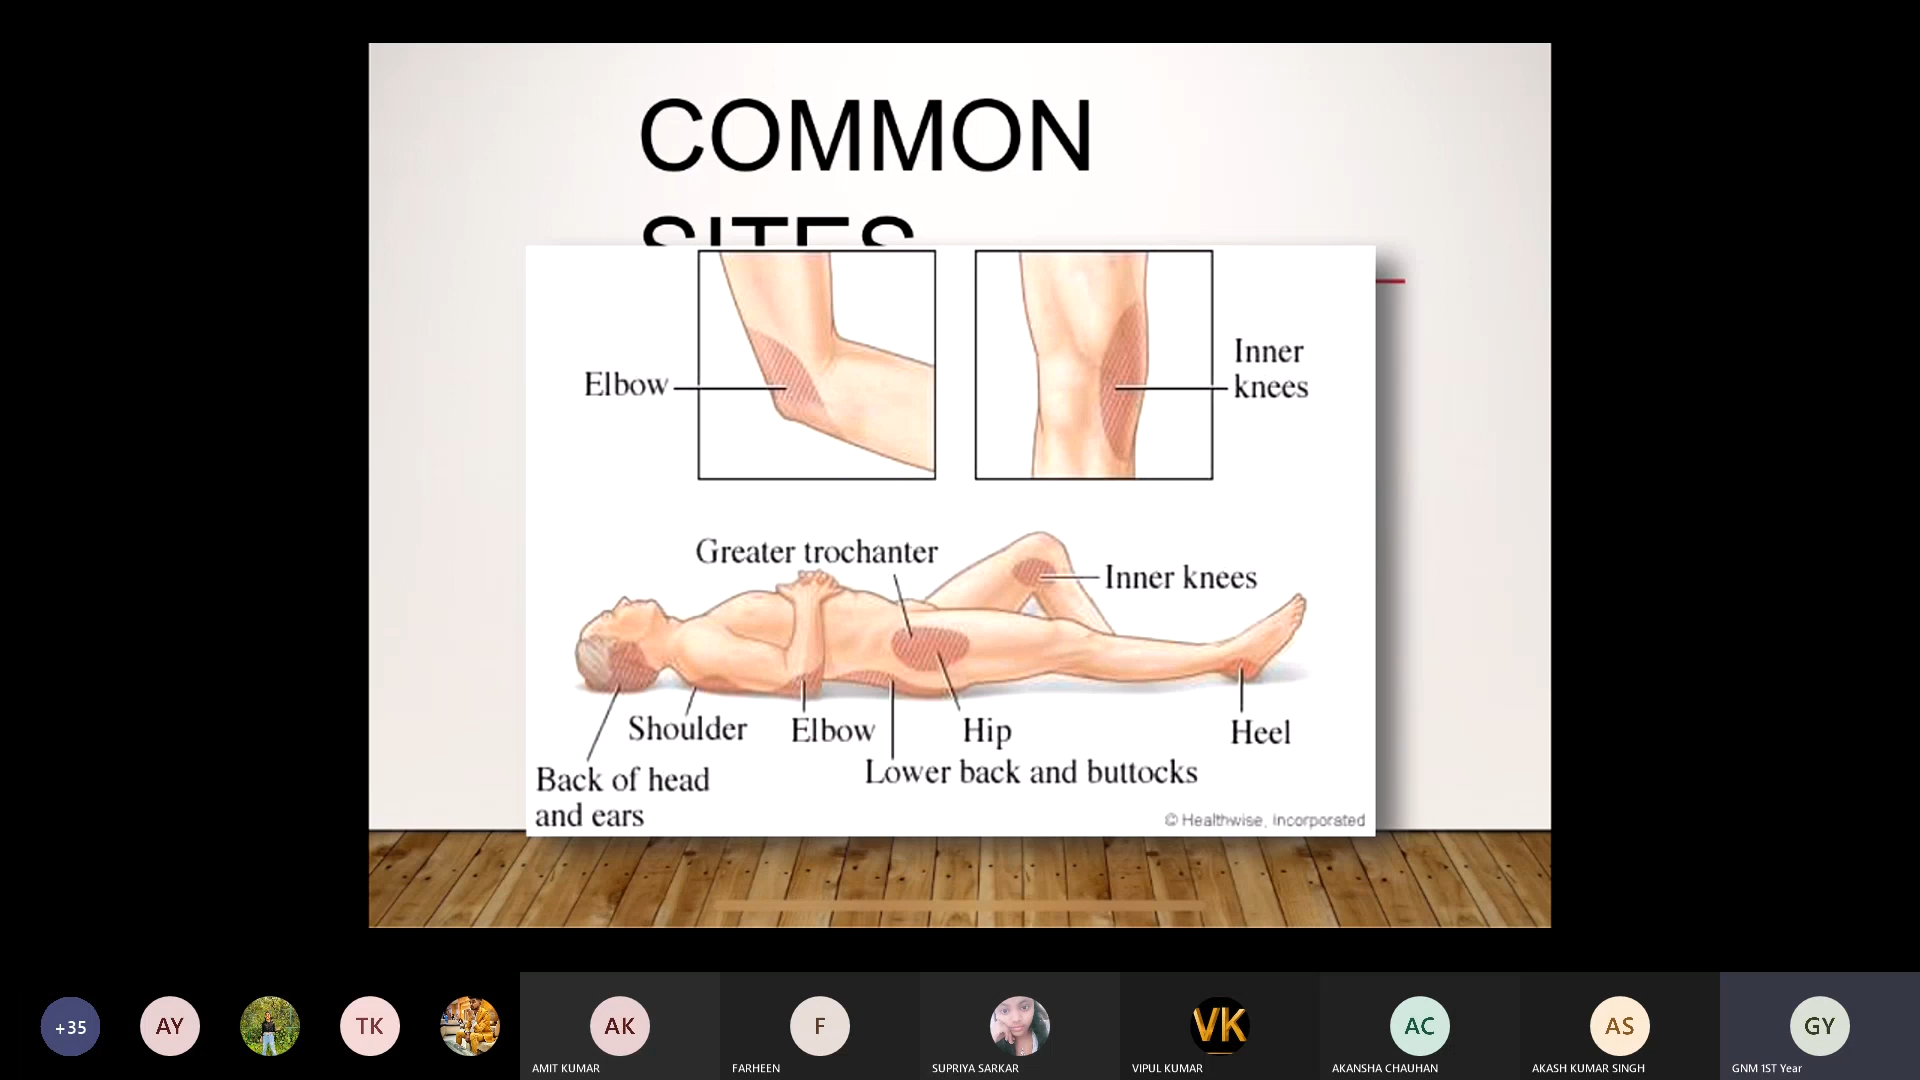 COMMON
SITES
Elbow
Inner
knees
Greater trochanter
Inner knees
Shoulder
Elbow
Hip
Heel
Lower back and buttocks
Back of head
and ears
© Healthwise, Incorporated
+35
AY
TK
AK
F
VK
AC
AS
GY
AMIT KUMAR
FARHEEN
SUPRIYA SARKAR
VIPUL KUMAR
AKANSHA CHAUHAN
AKASH KUMAR SINGH
GNM 1ST Year